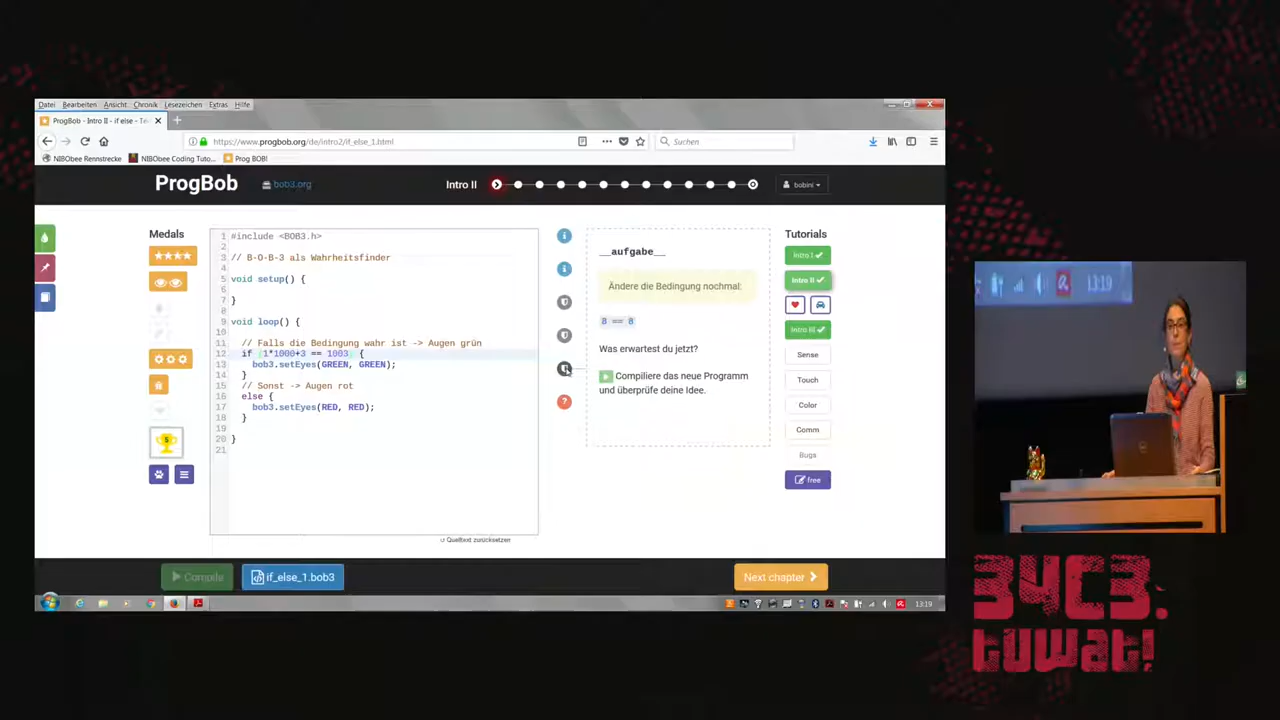 Datei Bearbeiten Ansicht Chronik Lesezeichen Extras Hilfe
ProgBob - Intro II - if else - Te
https://www.progbob.org/de/intro2/if_else_1.html
Suchen
NIBObee Rennstrecke NIBObee Coding Tuto... Prog BOB!
ProgBob bob3.org Intro II bobini
Medals
1 #include <BOB3.h>
2
3 // B-O-B-3 als Wahrheitsfinder
4
5 void setup() {
6
7 }
8
9 void loop() {
10
11 // Falls die Bedingung wahr ist -> Augen grün
12 if (1*1000+3 == 1003) {
13 bob3.setEyes(GREEN, GREEN);
14 }
15 // Sonst -> Augen rot
16 else {
17 bob3.setEyes(RED, RED);
18 }
19
20 }
21
Quelltext zurücksetzen
__aufgabe__
Ändere die Bedingung nochmal:
8 == 8
Was erwartest du jetzt?
Compiliere das neue Programm
und überprüfe deine Idee.
Tutorials
Intro I
Intro II
Intro III
Sense
Touch
Color
Comm
Bugs
free
Compile
if_else_1.bob3
Next chapter
13:19
13:19
34C3.
tuwat!